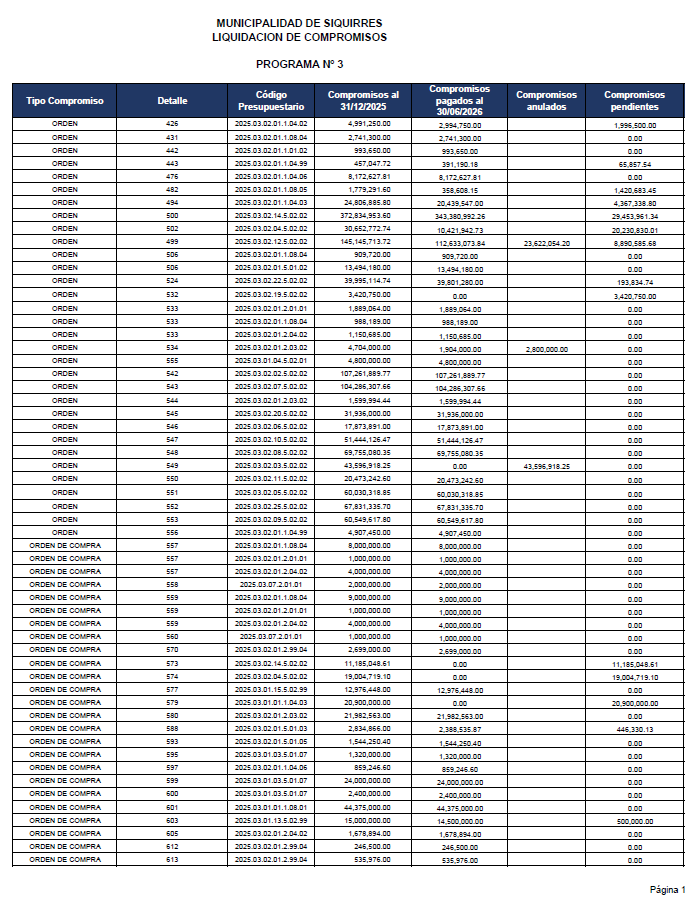 MUNICIPALIDAD DE SIQUIRRES
LIQUIDACION DE COMPROMISOS
PROGRAMA Nº 3
Tipo Compromiso Detalle Código Presupuestario Compromisos al 31/12/2025 Compromisos pagados al 30/06/2026 Compromisos anulados Compromisos pendientes
ORDEN 426 2025.03.02.01.1.04.02 4,991,250.00 2,994,750.00 1,996,500.00
ORDEN 431 2025.03.02.01.1.08.04 2,741,300.00 2,741,300.00 0.00
ORDEN 442 2025.03.02.01.1.01.02 993,650.00 993,650.00 0.00
ORDEN 443 2025.03.02.01.1.04.99 457,047.72 391,190.18 65,857.54
ORDEN 476 2025.03.02.01.1.04.06 8,172,627.81 8,172,627.81 0.00
ORDEN 482 2025.03.02.01.1.08.05 1,779,291.60 358,608.15 1,420,683.45
ORDEN 494 2025.03.02.01.1.04.03 24,806,885.80 20,439,547.00 4,367,338.80
ORDEN 500 2025.03.02.14.5.02.02 372,834,953.60 343,380,992.26 29,453,961.34
ORDEN 502 2025.03.02.04.5.02.02 30,652,772.74 10,421,942.73 20,230,830.01
ORDEN 499 2025.03.02.12.5.02.02 145,145,713.72 112,633,073.84 23,622,054.20 8,890,585.68
ORDEN 506 2025.03.02.01.1.08.04 909,720.00 909,720.00 0.00
ORDEN 506 2025.03.02.01.5.01.02 13,494,180.00 13,494,180.00 0.00
ORDEN 524 2025.03.02.22.5.02.02 39,995,114.74 39,801,280.00 193,834.74
ORDEN 532 2025.03.02.19.5.02.02 3,420,750.00 0.00 3,420,750.00
ORDEN 533 2025.03.02.01.2.01.01 1,889,064.00 1,889,064.00 0.00
ORDEN 533 2025.03.02.01.1.08.04 988,189.00 988,189.00 0.00
ORDEN 533 2025.03.02.01.2.04.02 1,150,685.00 1,150,685.00 0.00
ORDEN 534 2025.03.02.01.2.03.02 4,704,000.00 1,904,000.00 2,800,000.00 0.00
ORDEN 555 2025.03.01.04.5.02.01 4,800,000.00 4,800,000.00 0.00
ORDEN 542 2025.03.02.02.5.02.02 107,261,889.77 107,261,889.77 0.00
ORDEN 543 2025.03.02.07.5.02.02 104,286,307.66 104,286,307.66 0.00
ORDEN 544 2025.03.02.01.2.03.02 1,599,994.44 1,599,994.44 0.00
ORDEN 545 2025.03.02.20.5.02.02 31,936,000.00 31,936,000.00 0.00
ORDEN 546 2025.03.02.06.5.02.02 17,873,891.00 17,873,891.00 0.00
ORDEN 547 2025.03.02.10.5.02.02 51,444,126.47 51,444,126.47 0.00
ORDEN 548 2025.03.02.08.5.02.02 69,755,080.35 69,755,080.35 0.00
ORDEN 549 2025.03.02.03.5.02.02 43,596,918.25 0.00 43,596,918.25 0.00
ORDEN 550 2025.03.02.11.5.02.02 20,473,242.60 20,473,242.60 0.00
ORDEN 551 2025.03.02.05.5.02.02 60,030,318.85 60,030,318.85 0.00
ORDEN 552 2025.03.02.25.5.02.02 67,831,335.70 67,831,335.70 0.00
ORDEN 553 2025.03.02.09.5.02.02 60,549,617.80 60,549,617.80 0.00
ORDEN 556 2025.03.02.01.1.04.99 4,907,450.00 4,907,450.00 0.00
ORDEN DE COMPRA 557 2025.03.02.01.1.08.04 8,000,000.00 8,000,000.00 0.00
ORDEN DE COMPRA 557 2025.03.02.01.2.01.01 1,000,000.00 1,000,000.00 0.00
ORDEN DE COMPRA 557 2025.03.02.01.2.04.02 4,000,000.00 4,000,000.00 0.00
ORDEN DE COMPRA 558 2025.03.07.2.01.01 2,000,000.00 2,000,000.00 0.00
ORDEN DE COMPRA 559 2025.03.02.01.1.08.04 9,000,000.00 9,000,000.00 0.00
ORDEN DE COMPRA 559 2025.03.02.01.2.01.01 1,000,000.00 1,000,000.00 0.00
ORDEN DE COMPRA 559 2025.03.02.01.2.04.02 4,000,000.00 4,000,000.00 0.00
ORDEN DE COMPRA 560 2025.03.07.2.01.01 1,000,000.00 1,000,000.00 0.00
ORDEN DE COMPRA 570 2025.03.02.01.2.99.04 2,699,000.00 2,699,000.00 0.00
ORDEN DE COMPRA 573 2025.03.02.14.5.02.02 11,185,048.61 0.00 11,185,048.61
ORDEN DE COMPRA 574 2025.03.02.04.5.02.02 19,004,719.10 0.00 19,004,719.10
ORDEN DE COMPRA 577 2025.03.01.15.5.02.99 12,976,448.00 12,976,448.00 0.00
ORDEN DE COMPRA 579 2025.03.01.01.1.04.03 20,900,000.00 0.00 20,900,000.00
ORDEN DE COMPRA 580 2025.03.02.01.2.03.02 21,982,563.00 21,982,563.00 0.00
ORDEN DE COMPRA 588 2025.03.02.01.5.01.03 2,834,866.00 2,388,535.87 446,330.13
ORDEN DE COMPRA 593 2025.03.02.01.5.01.05 1,544,250.40 1,544,250.40 0.00
ORDEN DE COMPRA 595 2025.03.01.03.5.01.07 1,320,000.00 1,320,000.00 0.00
ORDEN DE COMPRA 597 2025.03.02.01.1.04.06 859,246.60 859,246.60 0.00
ORDEN DE COMPRA 599 2025.03.01.03.5.01.07 24,000,000.00 24,000,000.00 0.00
ORDEN DE COMPRA 600 2025.03.01.03.5.01.07 2,400,000.00 2,400,000.00 0.00
ORDEN DE COMPRA 601 2025.03.01.01.1.08.01 44,375,000.00 44,375,000.00 0.00
ORDEN DE COMPRA 603 2025.03.01.13.5.02.99 15,000,000.00 14,500,000.00 500,000.00
ORDEN DE COMPRA 605 2025.03.02.01.2.04.02 1,678,894.00 1,678,894.00 0.00
ORDEN DE COMPRA 612 2025.03.02.01.2.99.04 246,500.00 246,500.00 0.00
ORDEN DE COMPRA 613 2025.03.02.01.2.99.04 535,976.00 535,976.00 0.00
Página 1